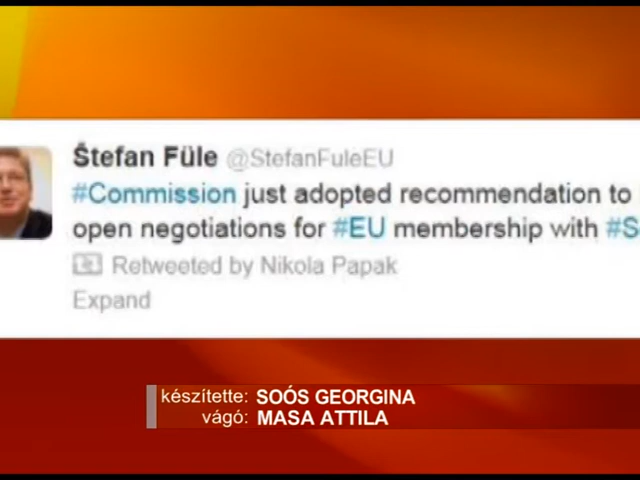 Štefan Füle @StefanFuleEU
#Commission just adopted recommendation to
open negotiations for #EU membership with #S
Retweeted by Nikola Papak
Expand
készítette: SOÓS GEORGINA
vágó: MASA ATTILA